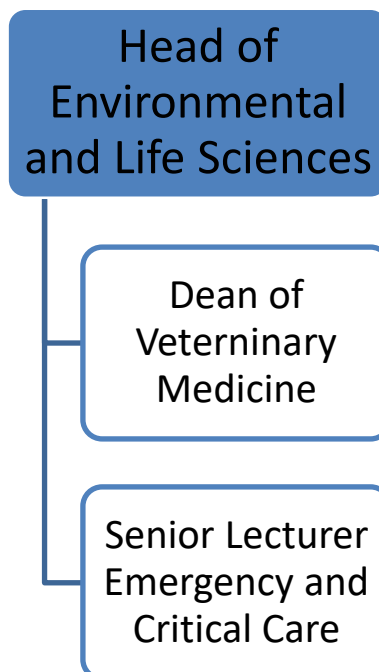 Head of
Environmental
and Life Sciences
Dean of
Veterninary
Medicine
Senior Lecturer
Emergency and
Critical Care